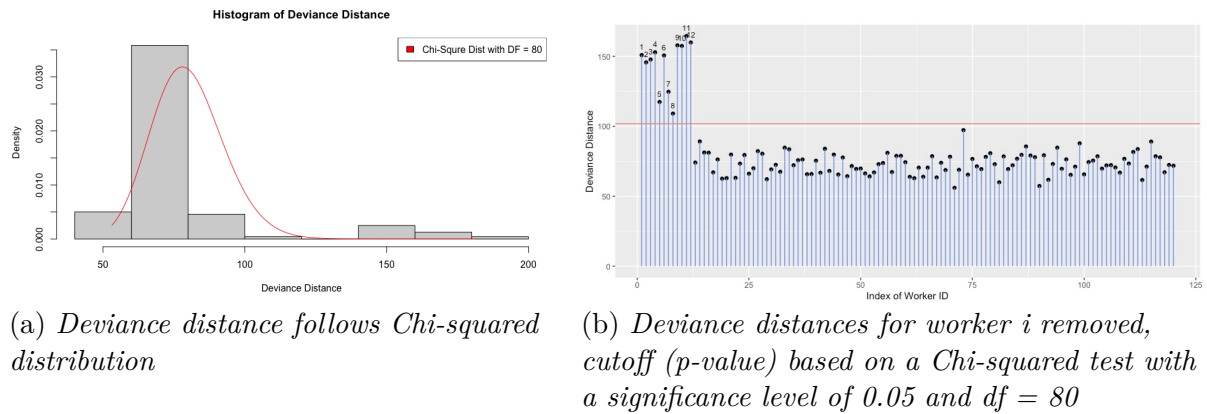 Histogram of Deviance Distance
Chi-Squre Dist with DF = 80
Density
0.000
0.010
0.020
0.030
50
100
150
200
Deviance Distance
(a) Deviance distance follows Chi-squared
distribution
Deviance Distance
150
100
50
0
1
2
3
4
5
6
7
8
9
10
11
12
0
25
50
75
100
125
Index of Worker ID
(b) Deviance distances for worker i removed,
cutoff (p-value) based on a Chi-squared test with
a significance level of 0.05 and df = 80